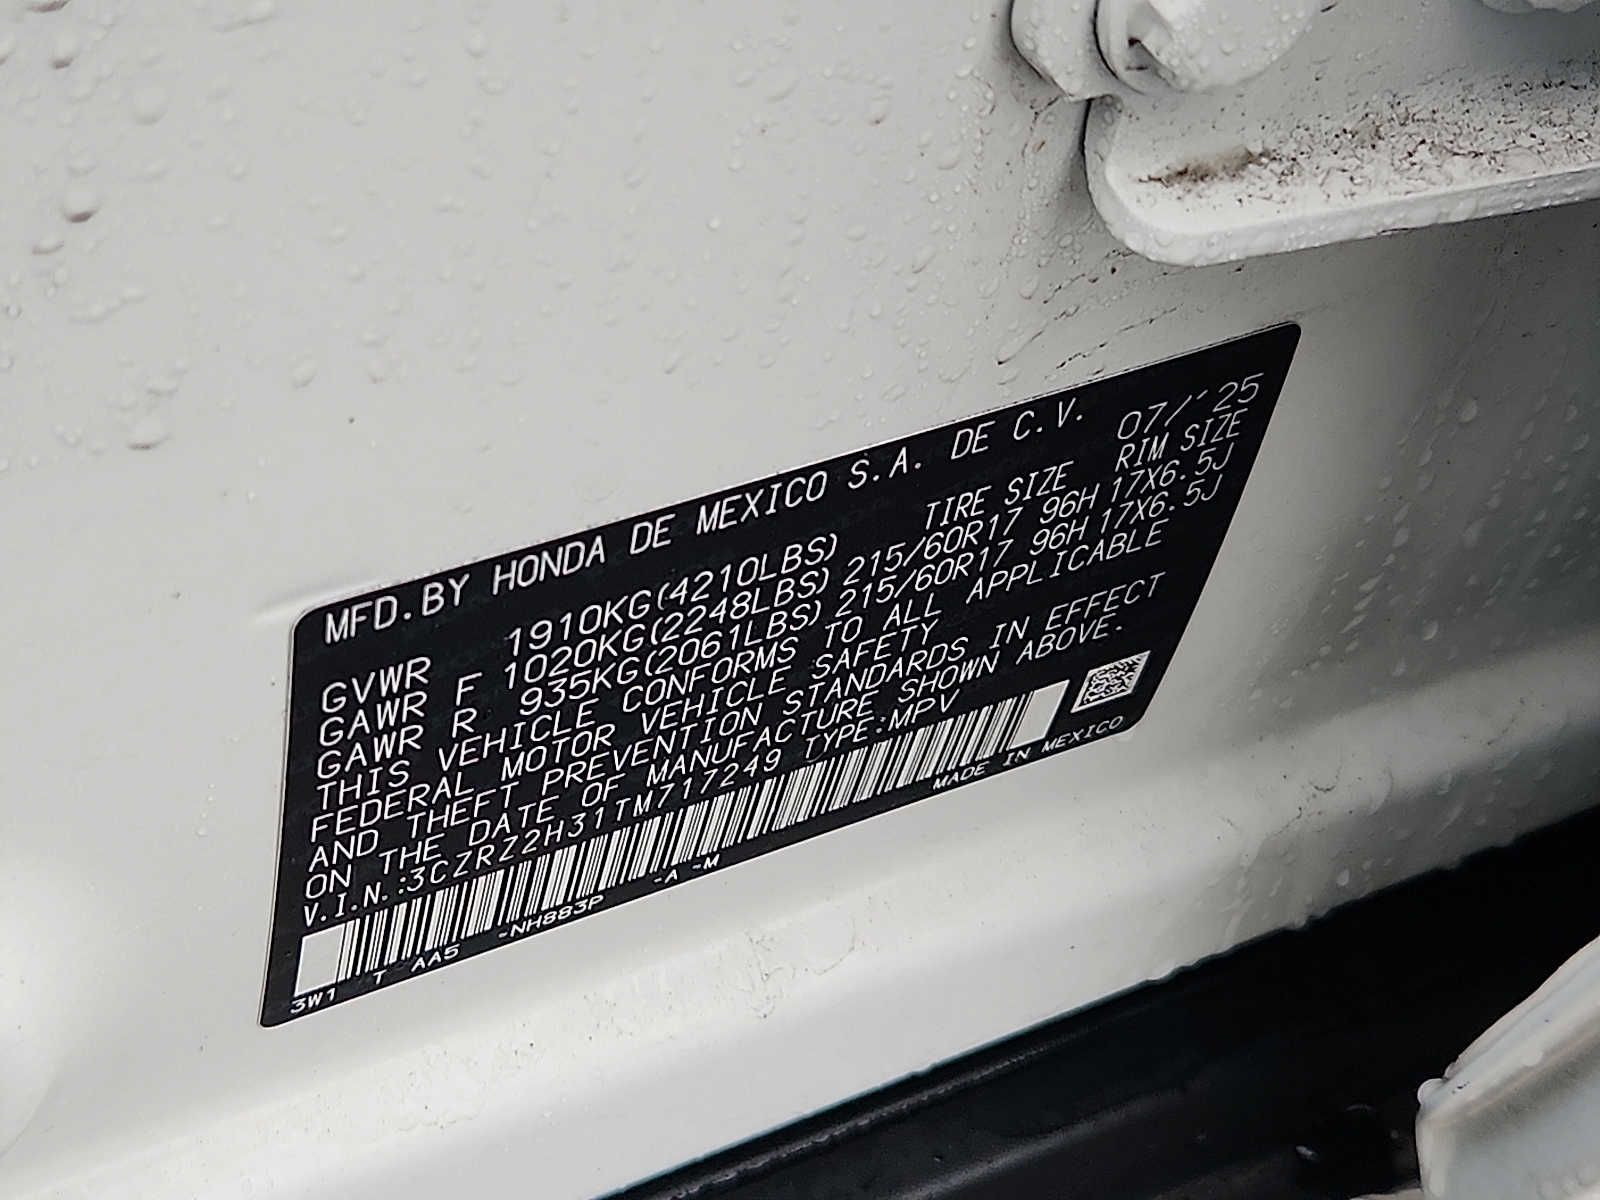 MFD.BY HONDA DE MEXICO S.A. DE C.V. 07/'25
GVWR 1910KG(4210LBS) TIRE SIZE RIM SIZE
GAWR F 1020KG(2248LBS) 215/60R17 96H 17X6.5J
GAWR R 935KG(2061LBS) 215/60R17 96H 17X6.5J
THIS VEHICLE CONFORMS TO ALL APPLICABLE
FEDERAL MOTOR VEHICLE SAFETY
AND THEFT PREVENTION STANDARDS IN EFFECT
ON THE DATE OF MANUFACTURE SHOWN ABOVE.
V.I.N.:3CZRZ2H31TM717249 TYPE:MPV
MADE IN MEXICO
3W1 T AA5 -NH883P -A -M